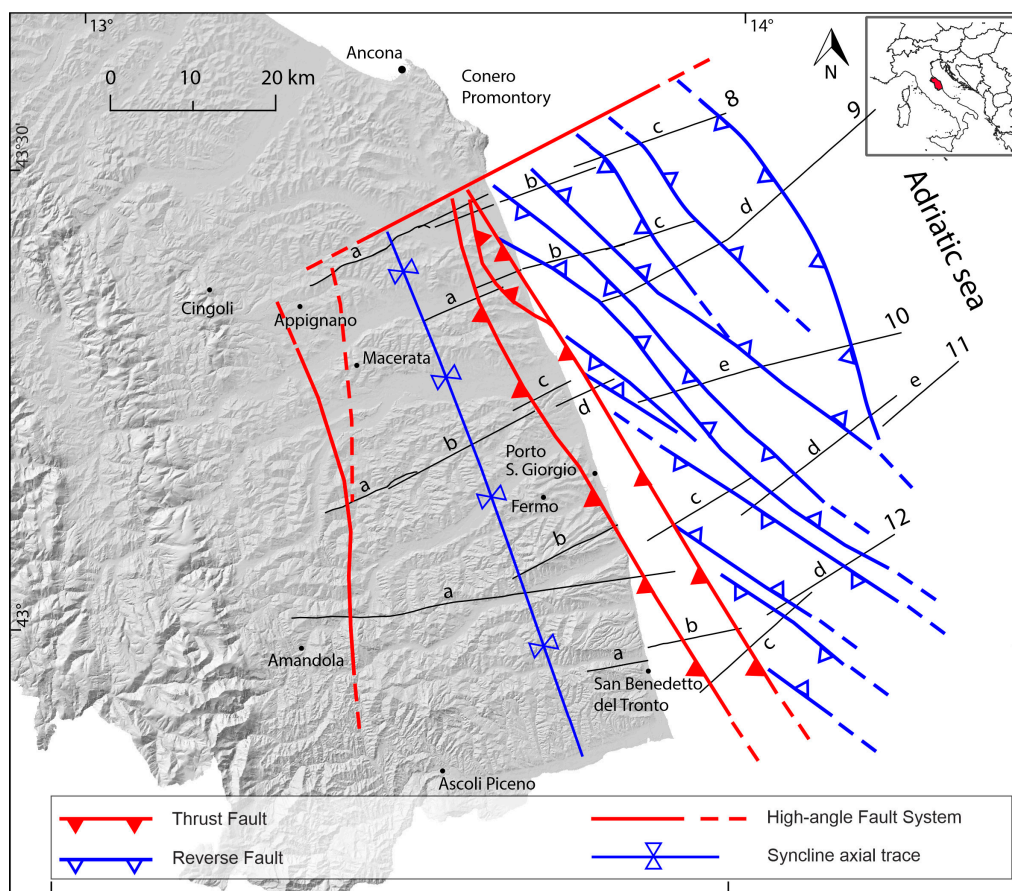 13°
14°
Ancona
0 10 20 km
Conero
Promontory
N
8
9
c
43°30'
b
d
c
Adriatic sea
a
b
Cingoli
a
Appignano
10
Macerata
11
e
c
e
d
b
Porto
S. Giorgio
d
a
c
Fermo
12
b
d
a
43°
b
Amandola
a
c
San Benedetto
del Tronto
Ascoli Piceno
Thrust Fault
High-angle Fault System
Reverse Fault
Syncline axial trace